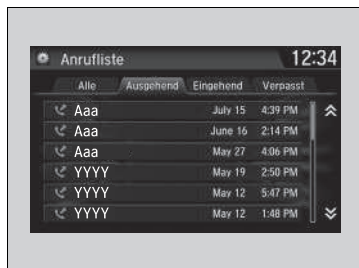 Anrufliste 12:34
Alle Ausgehend Eingehend Verpasst
Aaa July 15 4:39 PM
Aaa June 16 2:14 PM
Aaa May 27 4:06 PM
YYYY May 19 2:50 PM
YYYY May 12 5:47 PM
YYYY May 12 1:48 PM